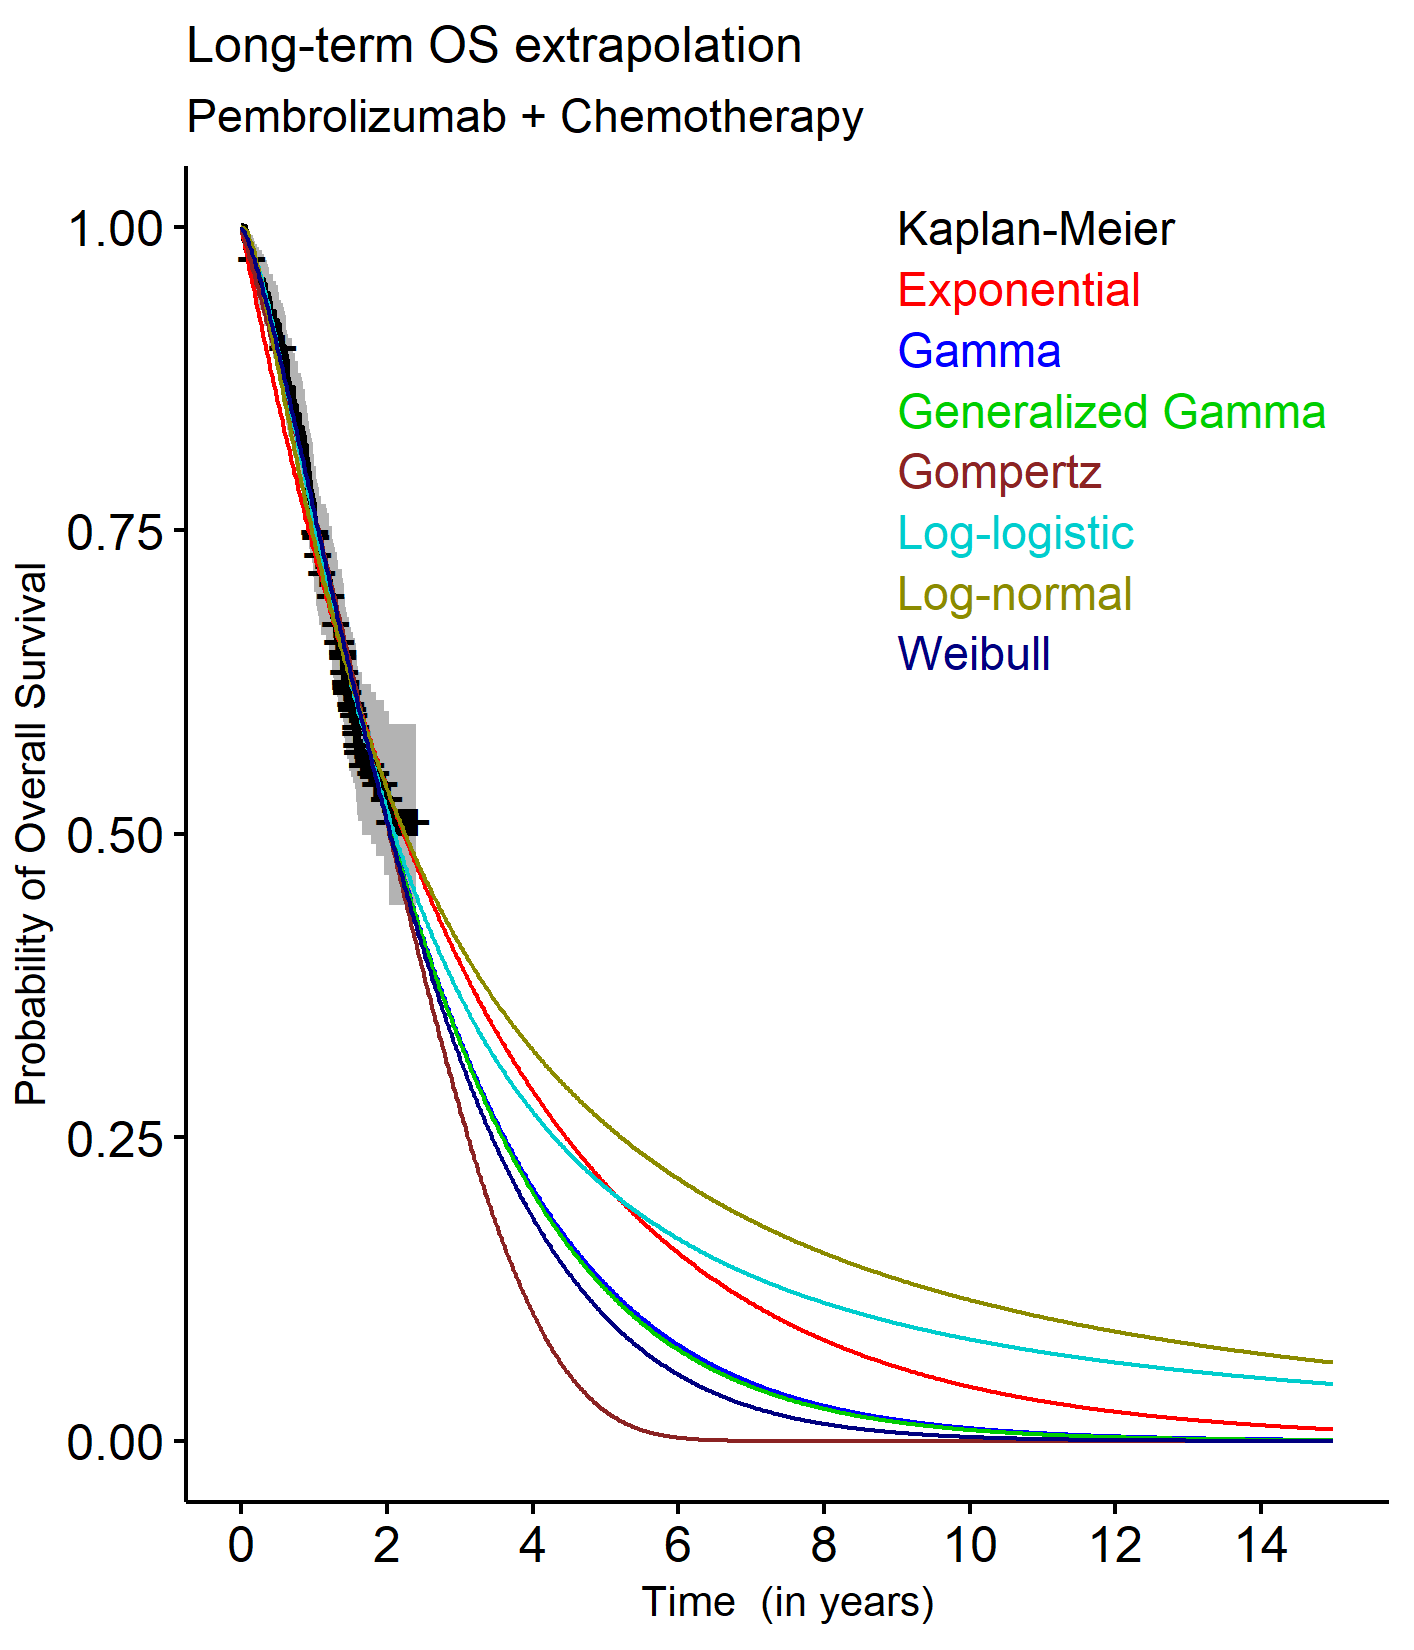 Long-term OS extrapolation
Pembrolizumab + Chemotherapy
Kaplan-Meier
Exponential
Gamma
Generalized Gamma
Gompertz
Log-logistic
Log-normal
Weibull
Probability of Overall Survival
1.00
0.75
0.50
0.25
0.00
0 2 4 6 8 10 12 14
Time (in years)